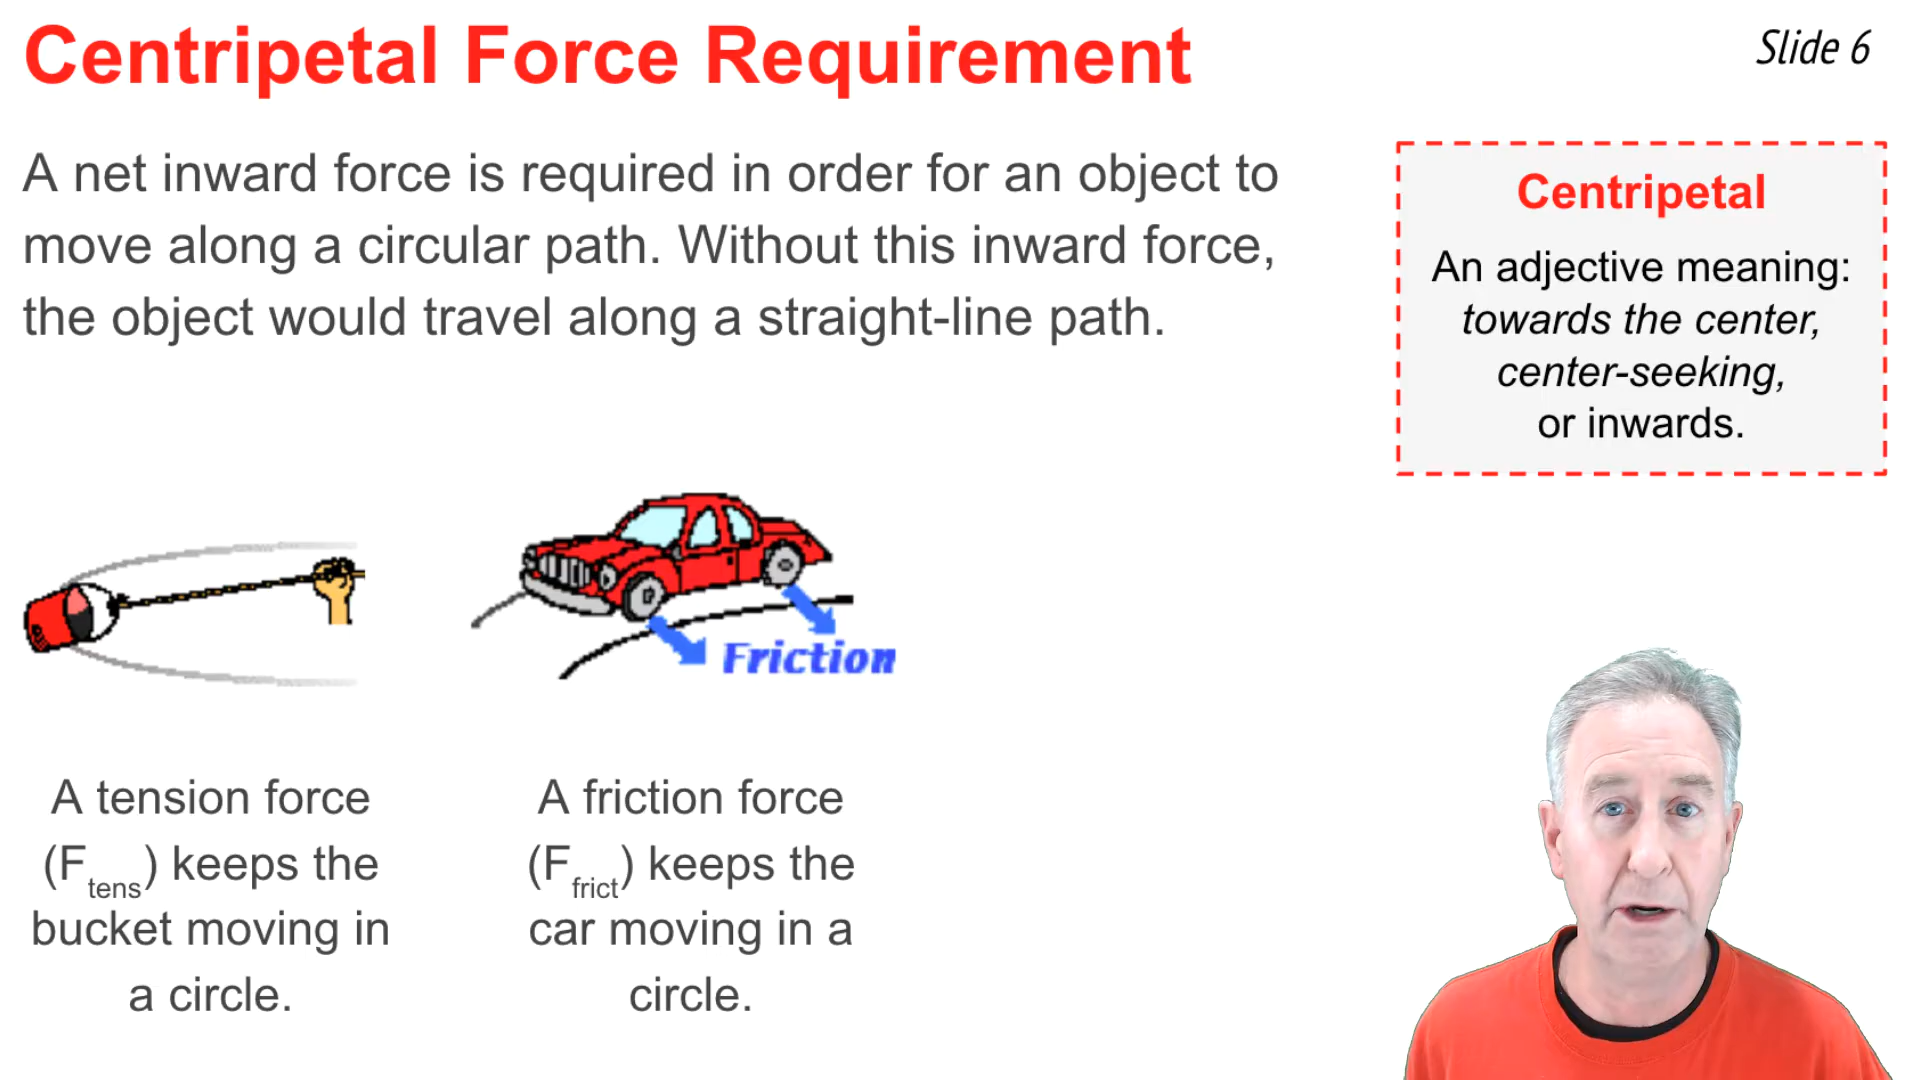 Centripetal Force Requirement
Slide 6
A net inward force is required in order for an object to
move along a circular path. Without this inward force,
the object would travel along a straight-line path.
Centripetal
An adjective meaning:
towards the center,
center-seeking,
or inwards.
Friction
A tension force
(Ftens) keeps the
bucket moving in
a circle.
A friction force
(Ffrict) keeps the
car moving in a
circle.